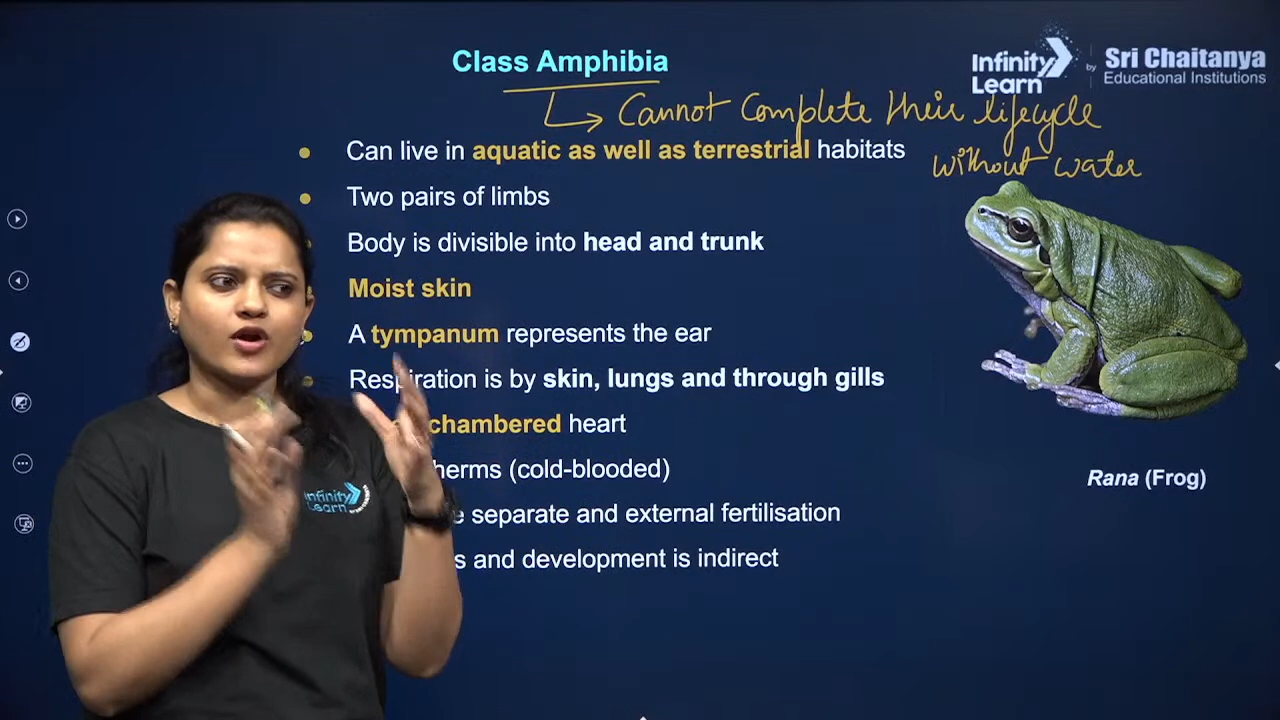 Class Amphibia
Infinity Learn by Sri Chaitanya Educational Institutions
Cannot complete their lifecycle
without water
Can live in aquatic as well as terrestrial habitats
Two pairs of limbs
Body is divisible into head and trunk
Moist skin
A tympanum represents the ear
Respiration is by skin, lungs and through gills
chambered heart
herms (cold-blooded)
e separate and external fertilisation
s and development is indirect
Rana (Frog)
Infinity Learn